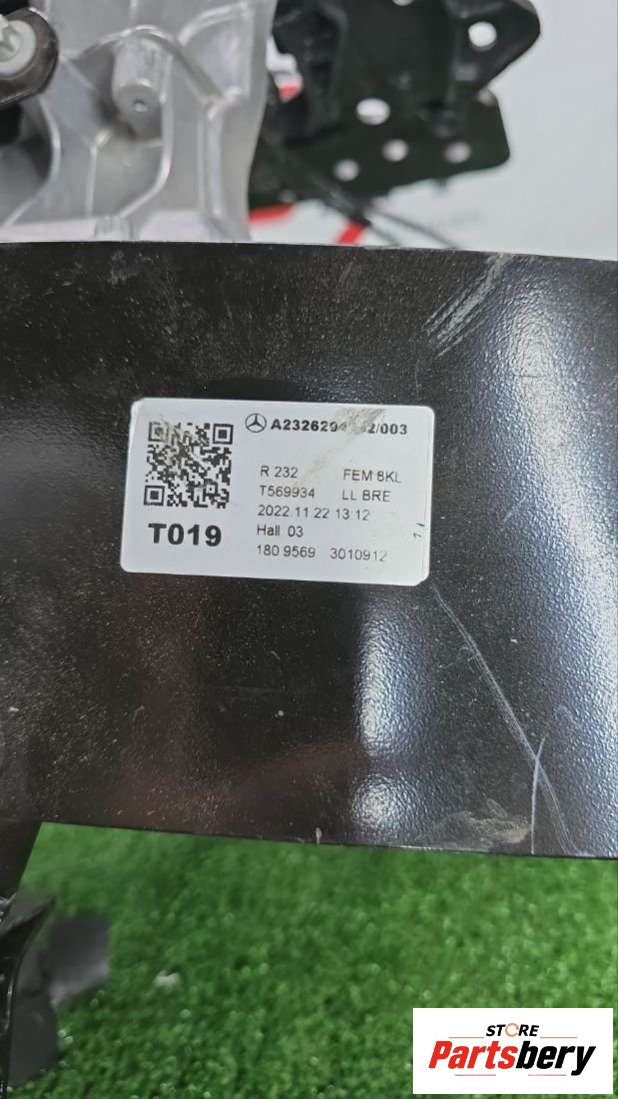 R 232 FEM 8KL
T569934 LL BRE
2022.11 22 13:12
T019
Hall 03
180 9569 3010912
STORE
Partsbery